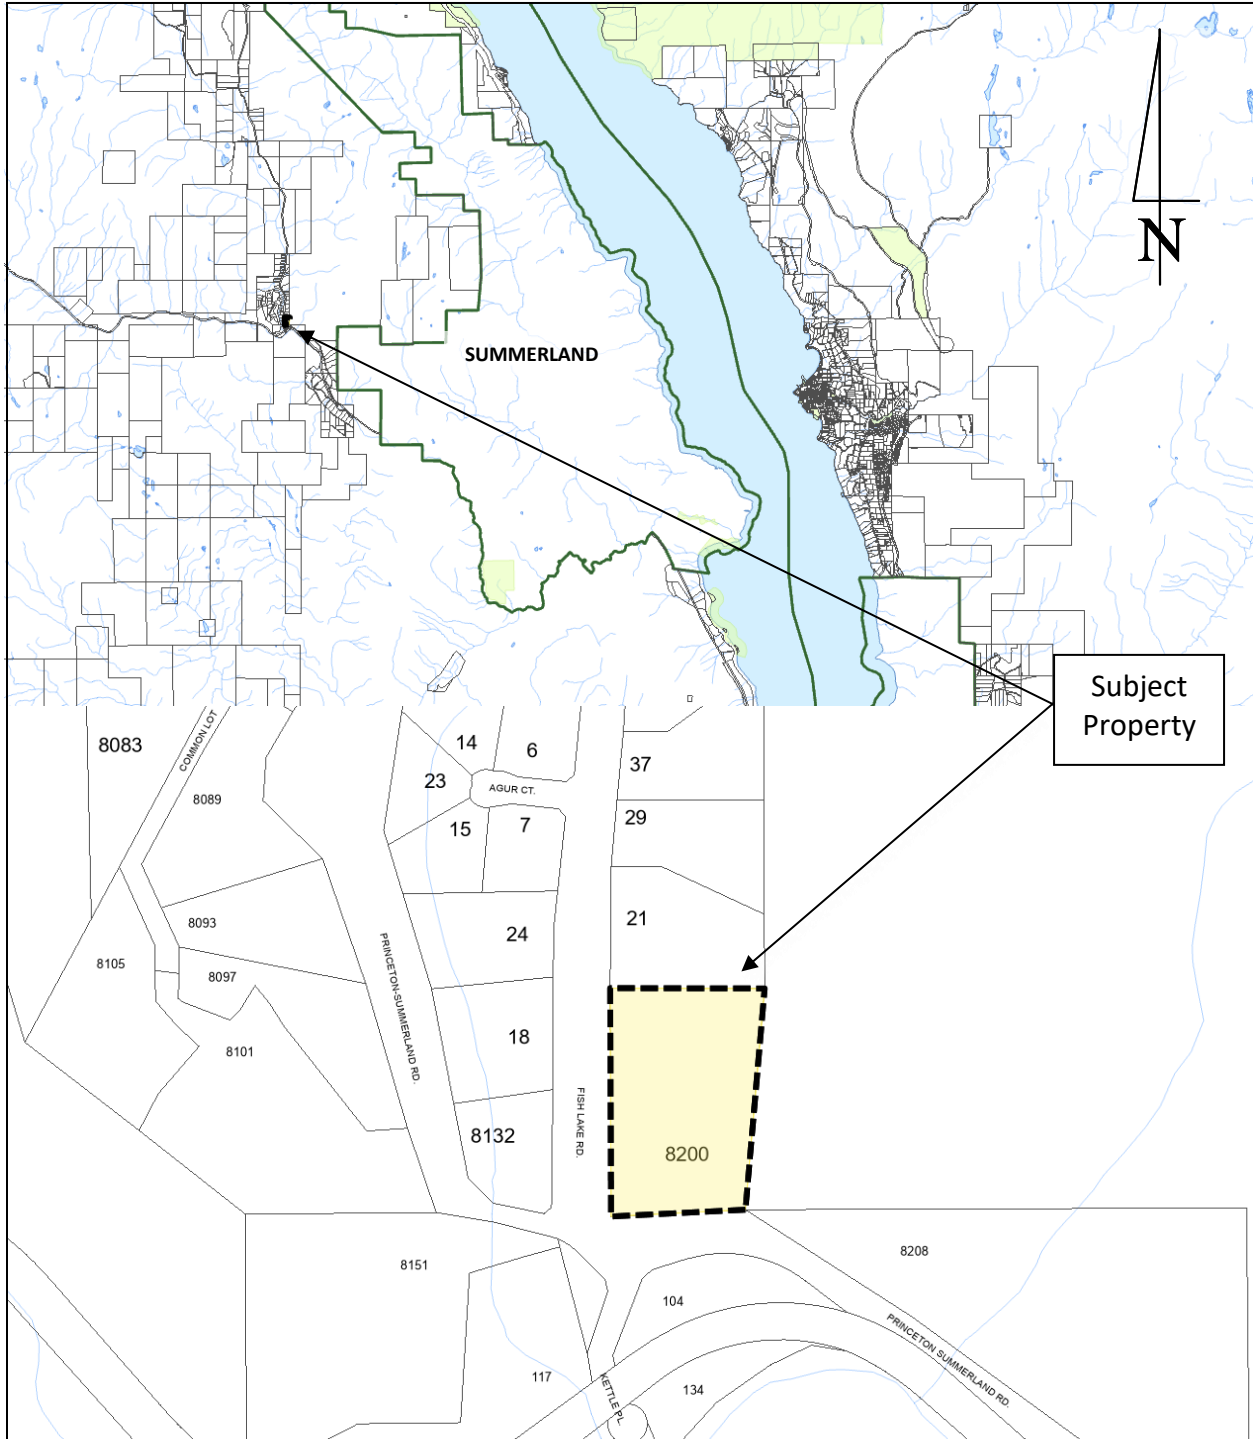 N
SUMMERLAND
Subject
Property
8083
COMMON LOT
8089
14
6
23
AGUR CT.
15
7
37
29
8093
8105
8097
8101
PRINCETON-SUMMERLAND RD.
24
21
18
8132
FISH LAKE RD.
8200
8151
8208
104
117
KETTLE PL.
134
PRINCETON SUMMERLAND RD.